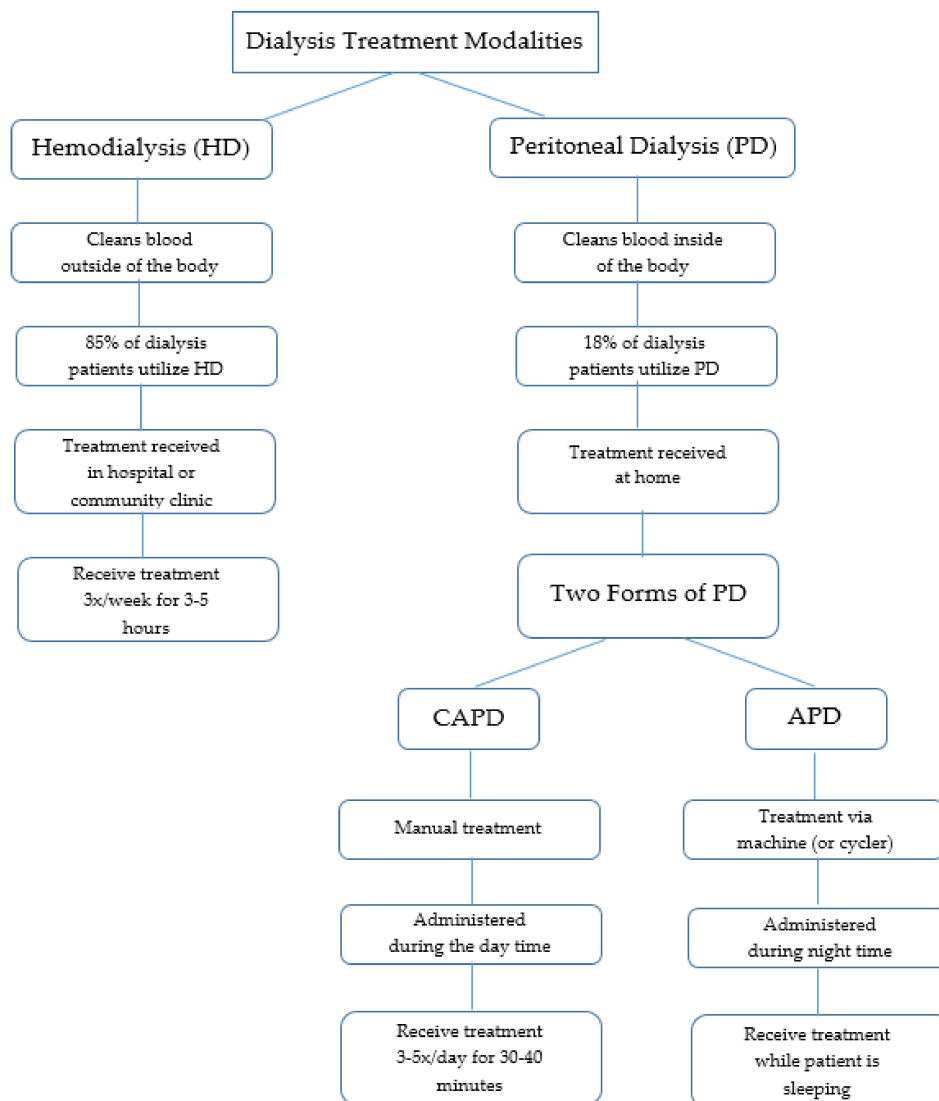 Dialysis Treatment Modalities
Hemodialysis (HD)
Cleans blood
outside of the body
85% of dialysis
patients utilize HD
Treatment received
in hospital or
community clinic
Receive treatment
3x/week for 3-5
hours
Peritoneal Dialysis (PD)
Cleans blood inside
of the body
18% of dialysis
patients utilize PD
Treatment received
at home
Two Forms of PD
CAPD
Manual treatment
Administered
during the day time
Receive treatment
3-5x/day for 30-40
minutes
APD
Treatment via
machine (or cycler)
Administered
during night time
Receive treatment
while patient is
sleeping